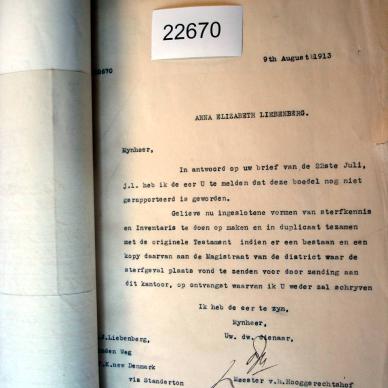 22670
9th August 1913
22670
ANNA ELIZABETH LIEBENBERG.
Mynheer,
In antwoord op uw brief van de 22ste Juli,
j.l. heb ik de eer U te melden dat deze boedel nog niet
gerapporteerd is geworden.
Gelieve nu ingeslotene vormen van sterfkennis
en Inventaris te doen op maken en in duplicaat tezamen
met de originele Testament indien er een bestaan en een
kopy daarvan aan de Magistraat van de district waar de
sterfgeval plaats vond te zenden voor door zending aan
dit kantoor, op ontvangst waarvan ik U weder zal schryven
Ik heb de eer te zyn,
Mynheer,
Uw. dw. dienaar,
Meester v.h. Hooggerechtshof
Liebenberg,
Weg
K. new Denmark
via Standerton